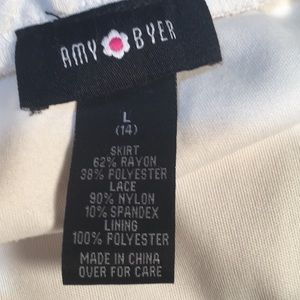 AMY BYER
L
(14)
SKIRT
62% RAYON
38% POLYESTER
LACE
90% NYLON
10% SPANDEX
LINING
100% POLYESTER
MADE IN CHINA
OVER FOR CARE